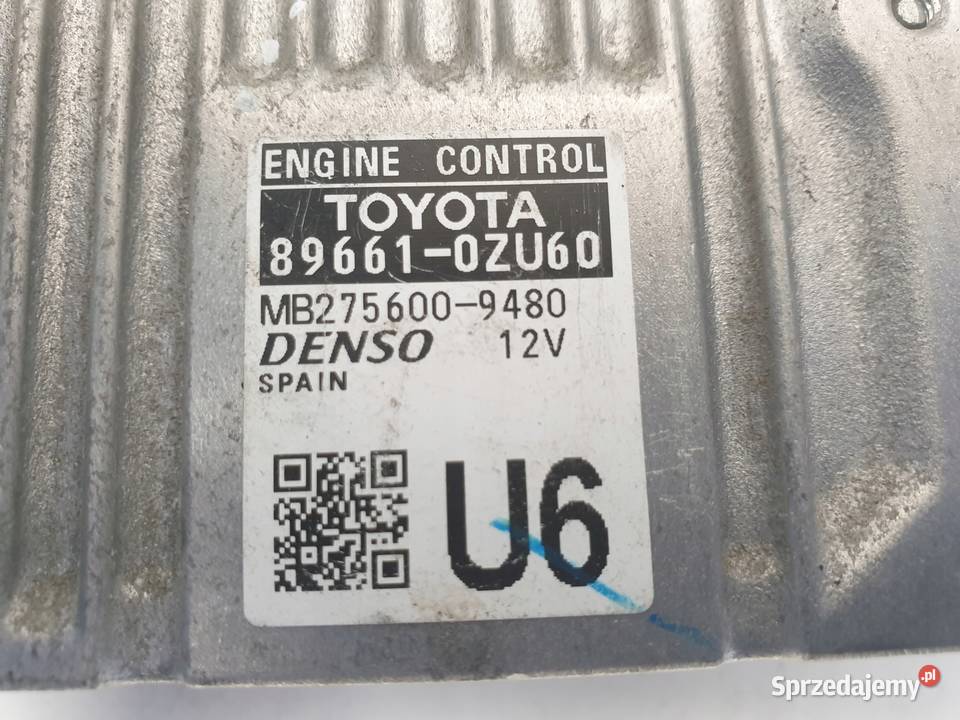 ENGINE CONTROL
TOYOTA
89661-0ZU60
MB275600-9480
DENSO 12V
SPAIN
U6
Sprzedajemy.pl